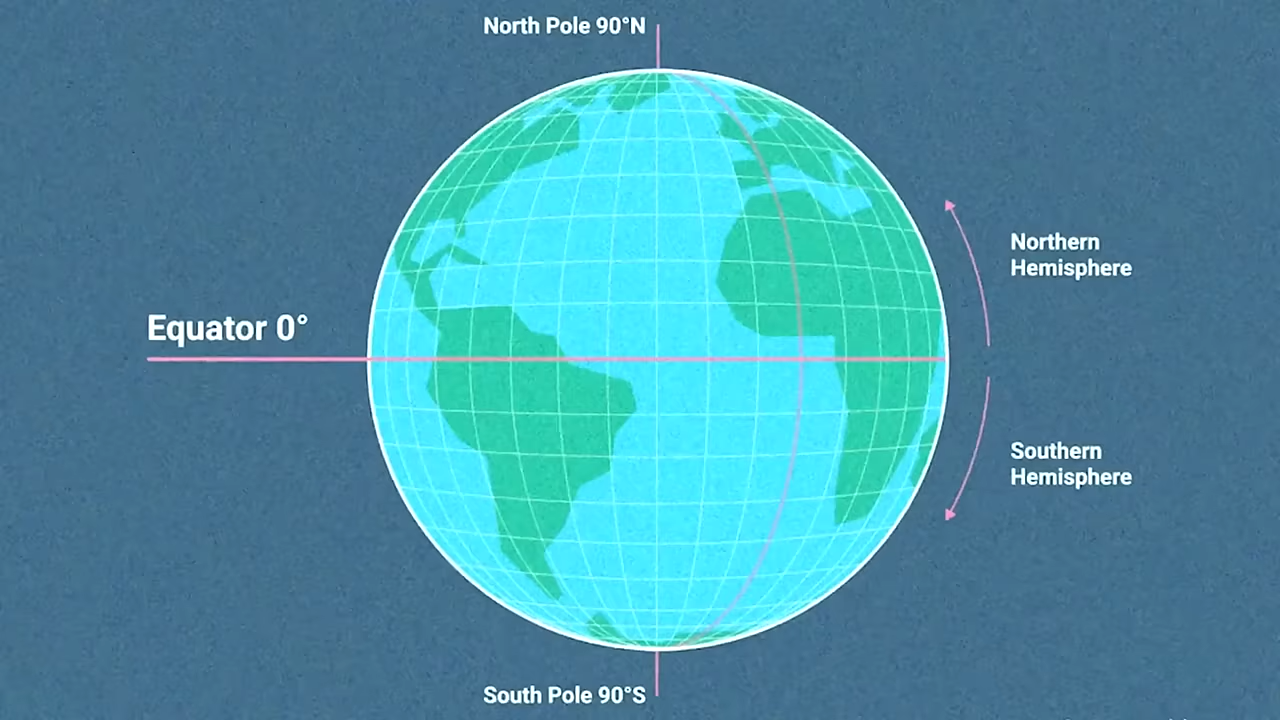 North Pole 90°N
Northern
Hemisphere
Equator 0°
Southern
Hemisphere
South Pole 90°S